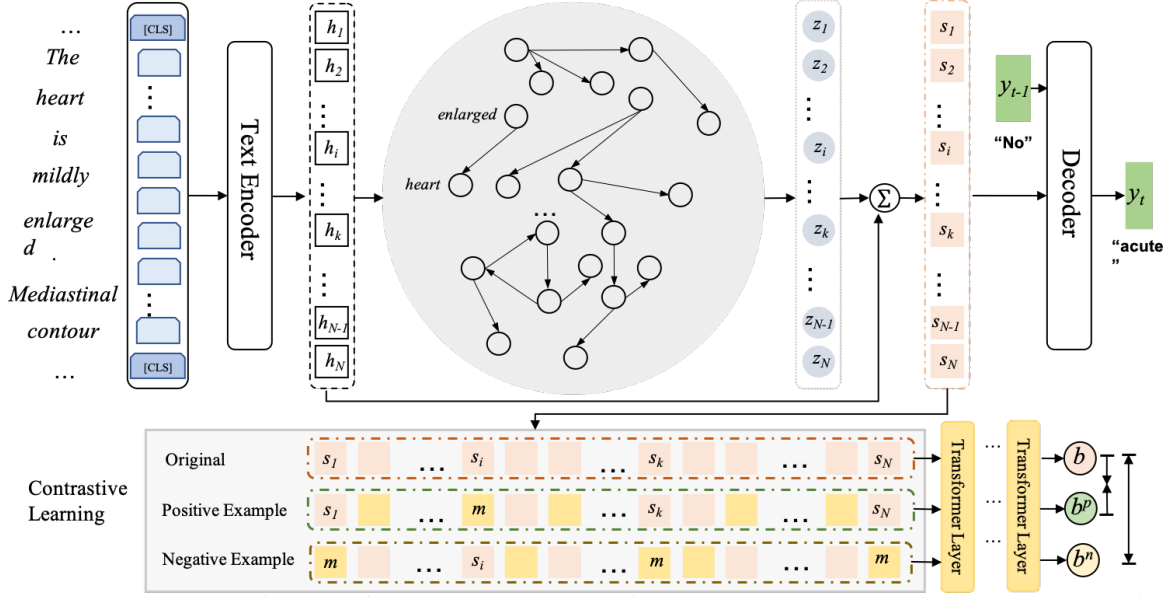 ...
The
heart
is
mildly
enlarge
d .
Mediastinal
contour
...
[CLS]
[CLS]
Text Encoder
h1
h2
hi
hk
hN-1
hN
enlarged
heart
...
z1
z2
zi
zk
zN-1
zN
Σ
s1
s2
si
sk
sN-1
sN
yt-1
“No”
Decoder
yt
“acute
”
Contrastive
Learning
Original
s1 ... si ... sk ... sN
Positive Example
s1 ... m ... sk ... sN
Negative Example
m ... si ... m ... m
Transformer Layer
...
...
...
Transformer Layer
b
bp
bn